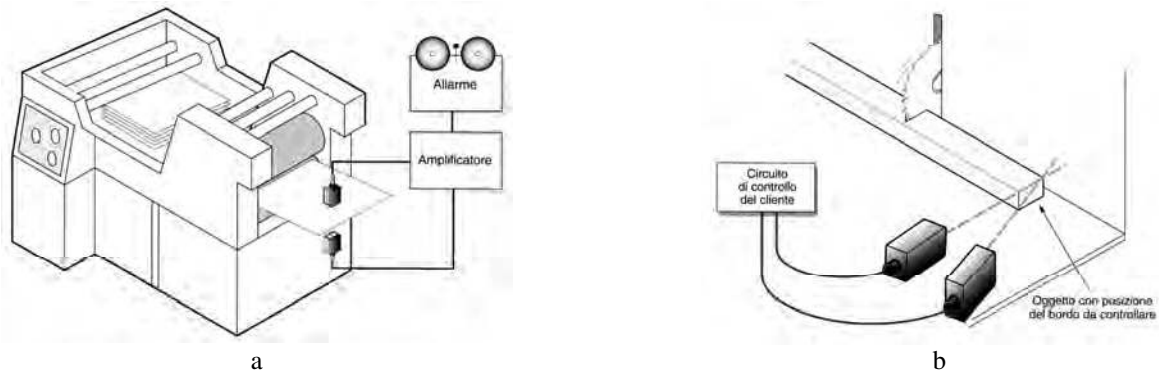 Allarme
Amplificatore
a
Circuito
di controllo
del cliente
Oggetto con posizione
del bordo da controllare
b